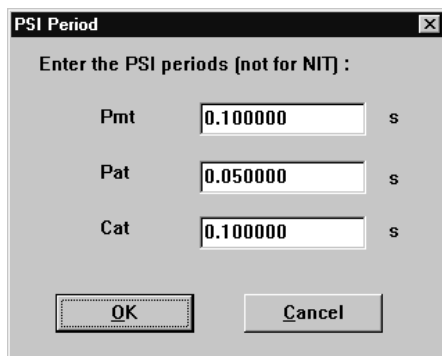 PSI Period
Enter the PSI periods (not for NIT) :
Pmt 0.100000 s
Pat 0.050000 s
Cat 0.100000 s
OK Cancel